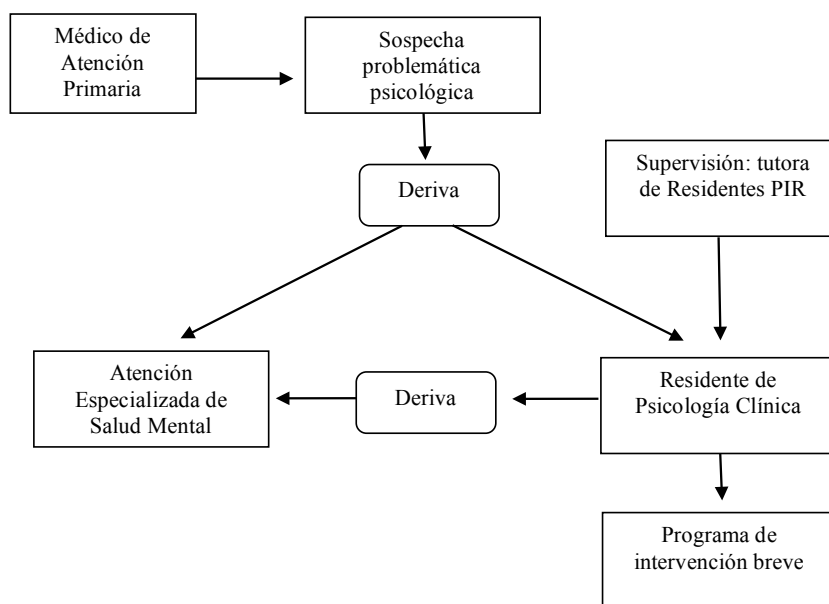 Médico de
Atención
Primaria
Sospecha
problemática
psicológica
Deriva
Supervisión: tutora
de Residentes PIR
Atención
Especializada de
Salud Mental
Deriva
Residente de
Psicología Clínica
Programa de
intervención breve